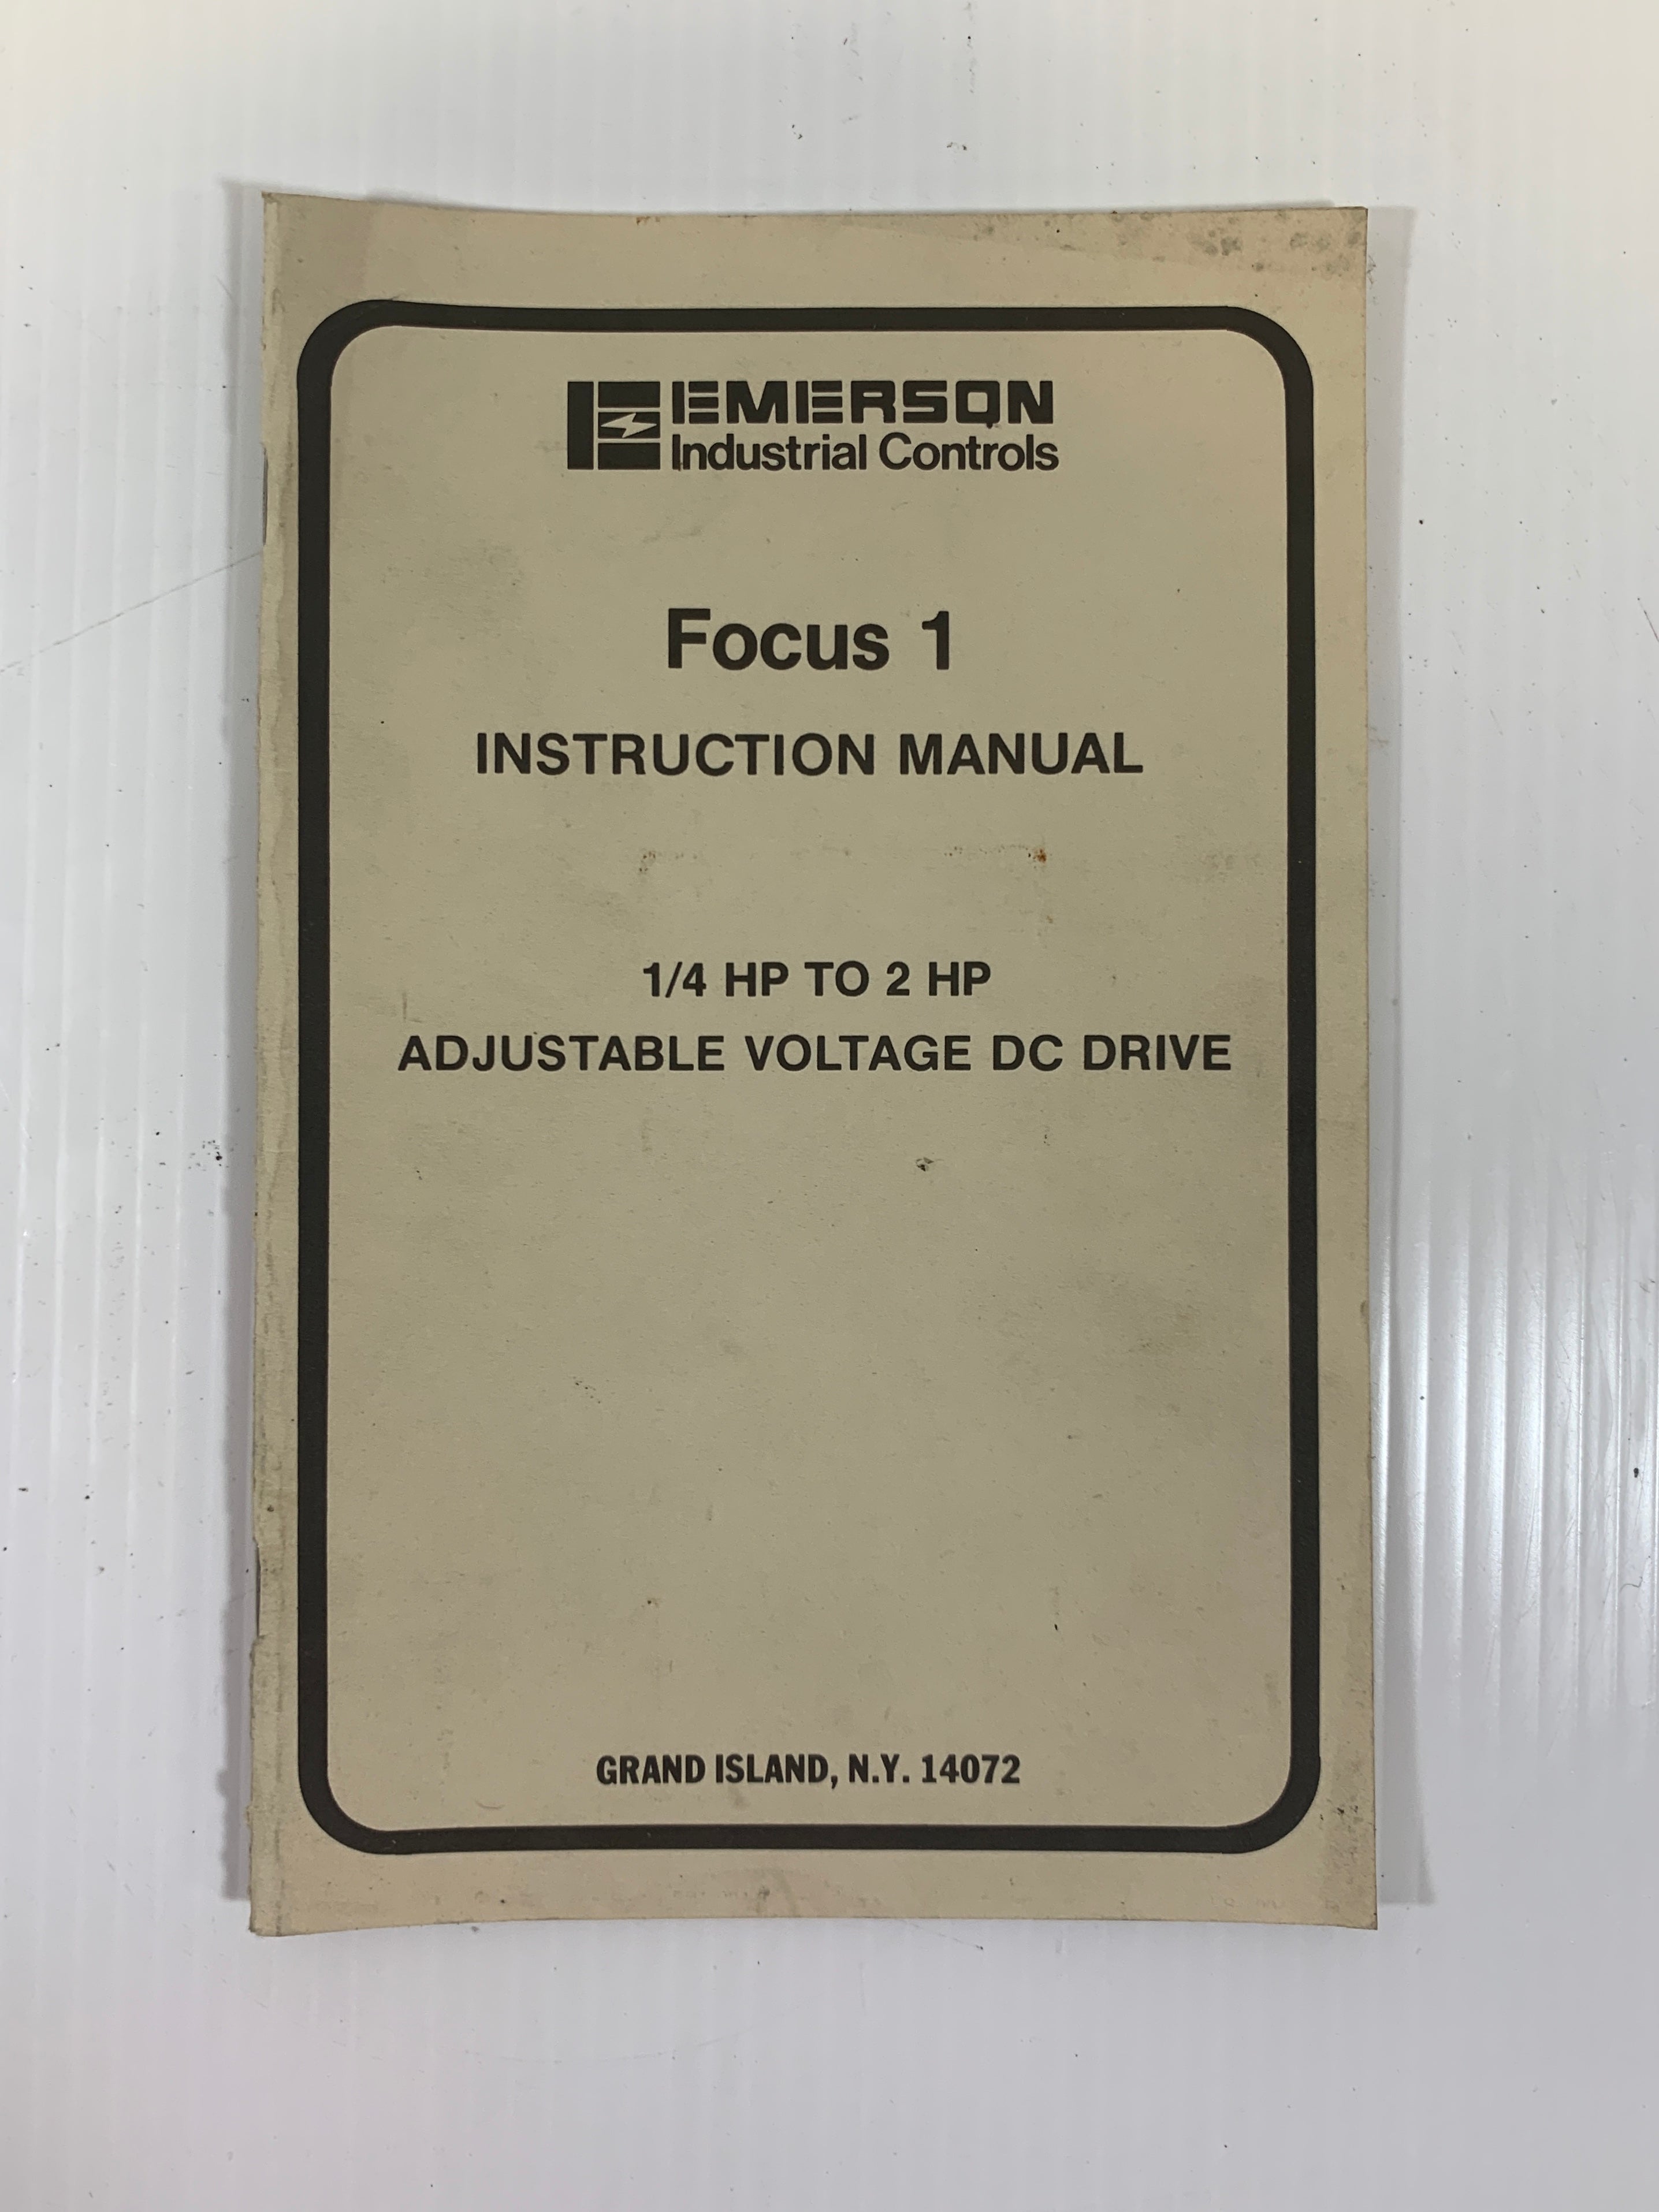 EMERSON
Industrial Controls
Focus 1
INSTRUCTION MANUAL
1/4 HP TO 2 HP
ADJUSTABLE VOLTAGE DC DRIVE
GRAND ISLAND, N.Y. 14072